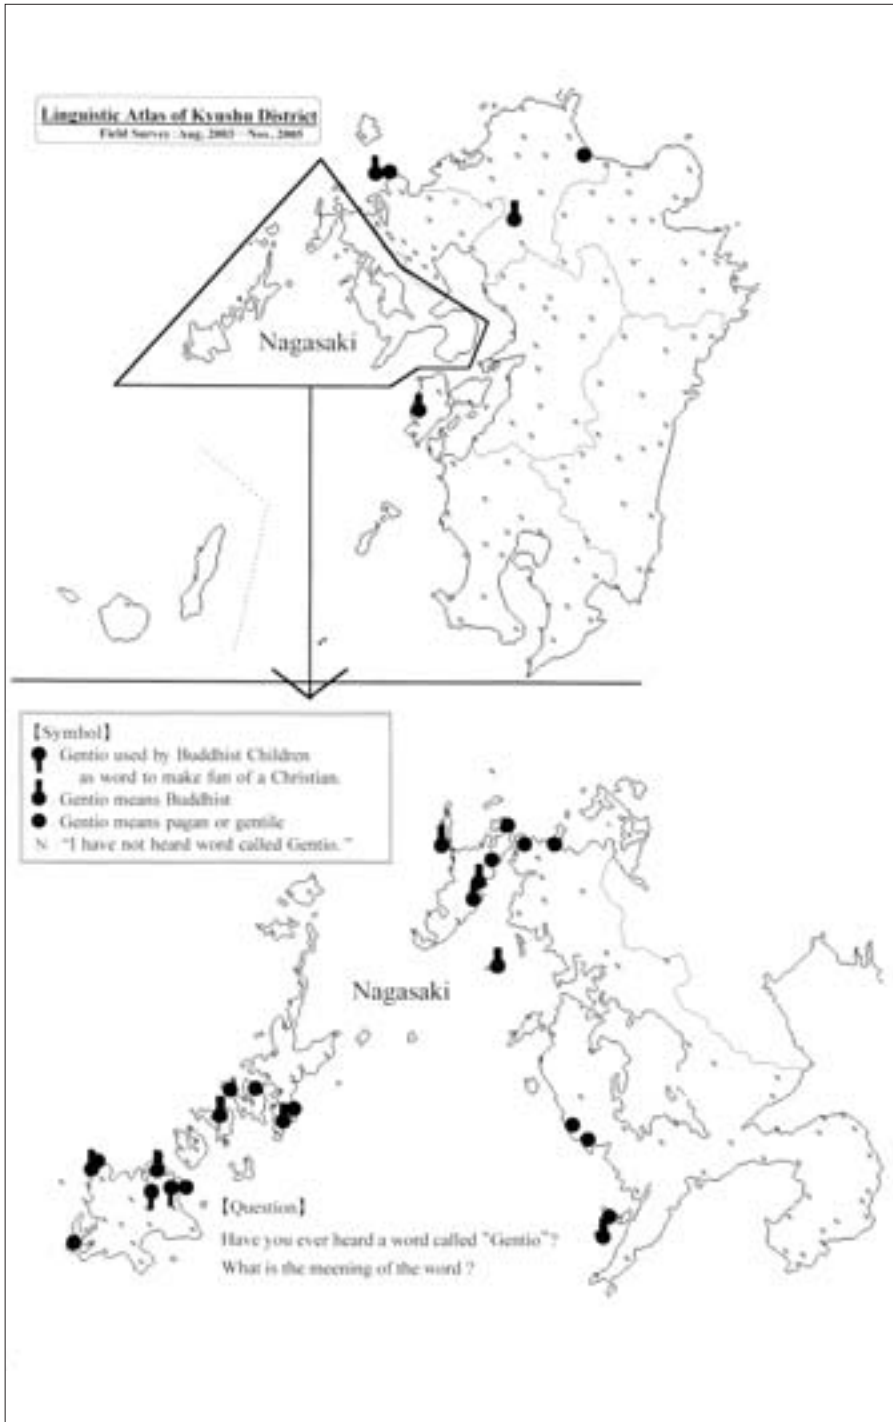 Linguistic Atlas of Kyushu District
Field Survey :Aug, 2003 – Nov, 2005
Nagasaki
【Symbol】
Gentio used by Buddhist Children
as word to make fun of a Christian.
Gentio means Buddhist
Gentio means pagan or gentile
N "I have not heard word called Gentio."
Nagasaki
【Question】
Have you ever heard a word called "Gentio"?
What is the meening of the word ?